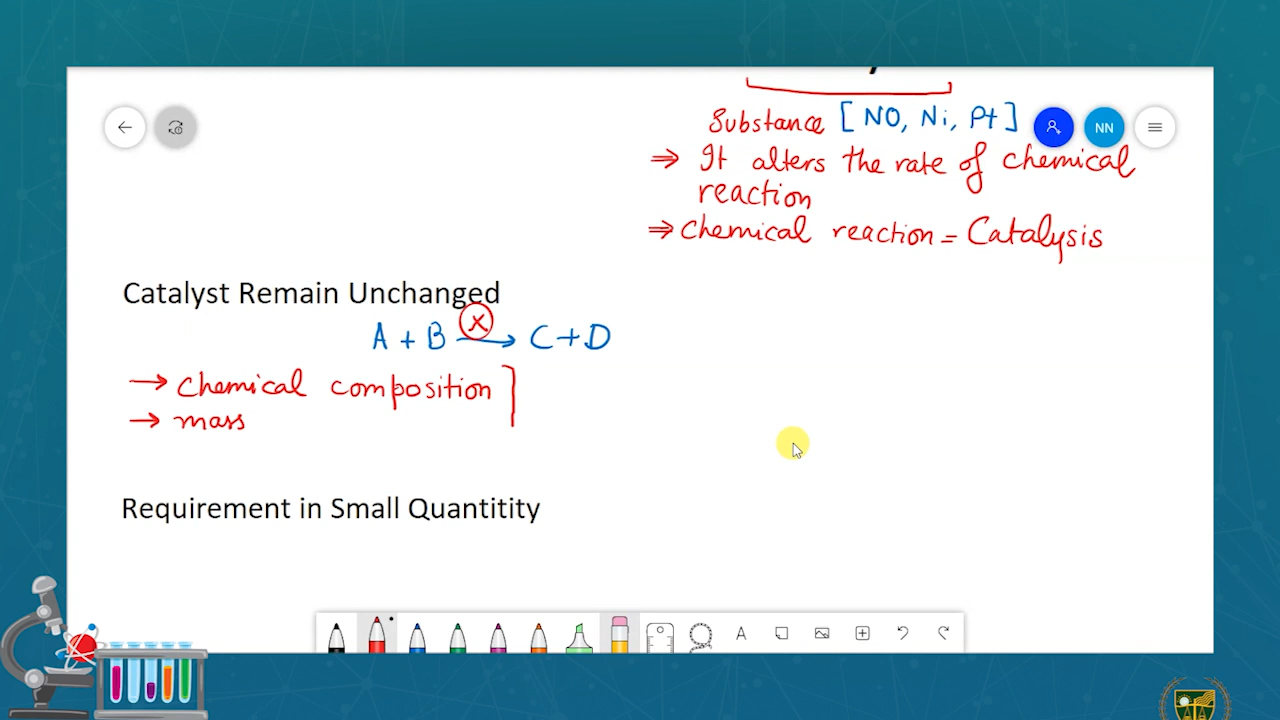 Substance [NO, Ni, Pt]
⇒ It alters the rate of chemical
reaction
⇒ Chemical reaction = Catalysis
NN
Catalyst Remain Unchanged
A + B X → C + D
→ Chemical composition ]
→ mass
Requirement in Small Quantitity
A